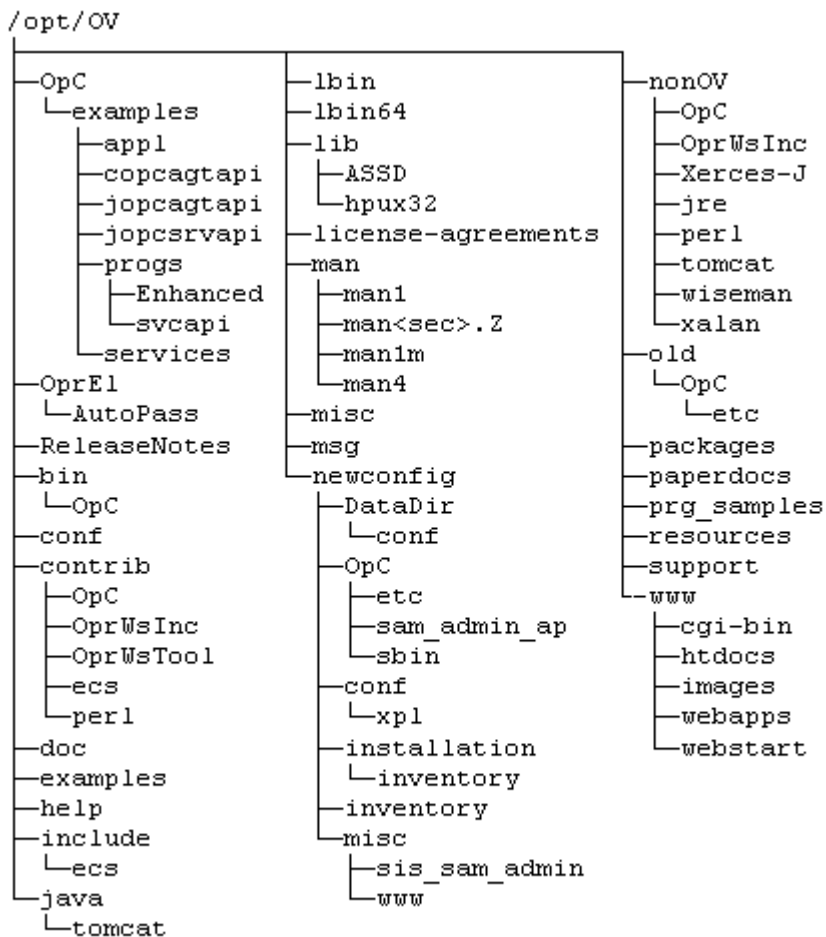 /opt/OV
OpC
examples
appl
copcagtapi
jopcagtapi
jopcsrvapi
progs
Enhanced
svcapi
services
OprEl
AutoPass
ReleaseNotes
bin
OpC
conf
contrib
OpC
OprWsInc
OprWsTool
ecs
perl
doc
examples
help
include
ecs
java
tomcat
lbin
lbin64
lib
ASSD
hpux32
license-agreements
man
man1
man<sec>.Z
man1m
man4
misc
msg
newconfig
DataDir
conf
OpC
etc
sam_admin_ap
sbin
conf
xpl
installation
inventory
inventory
misc
sis_sam_admin
www
nonOV
OpC
OprWsInc
Xerces-J
jre
perl
tomcat
wiseman
xalan
old
OpC
etc
packages
paperdocs
prg_samples
resources
support
www
cgi-bin
htdocs
images
webapps
webstart